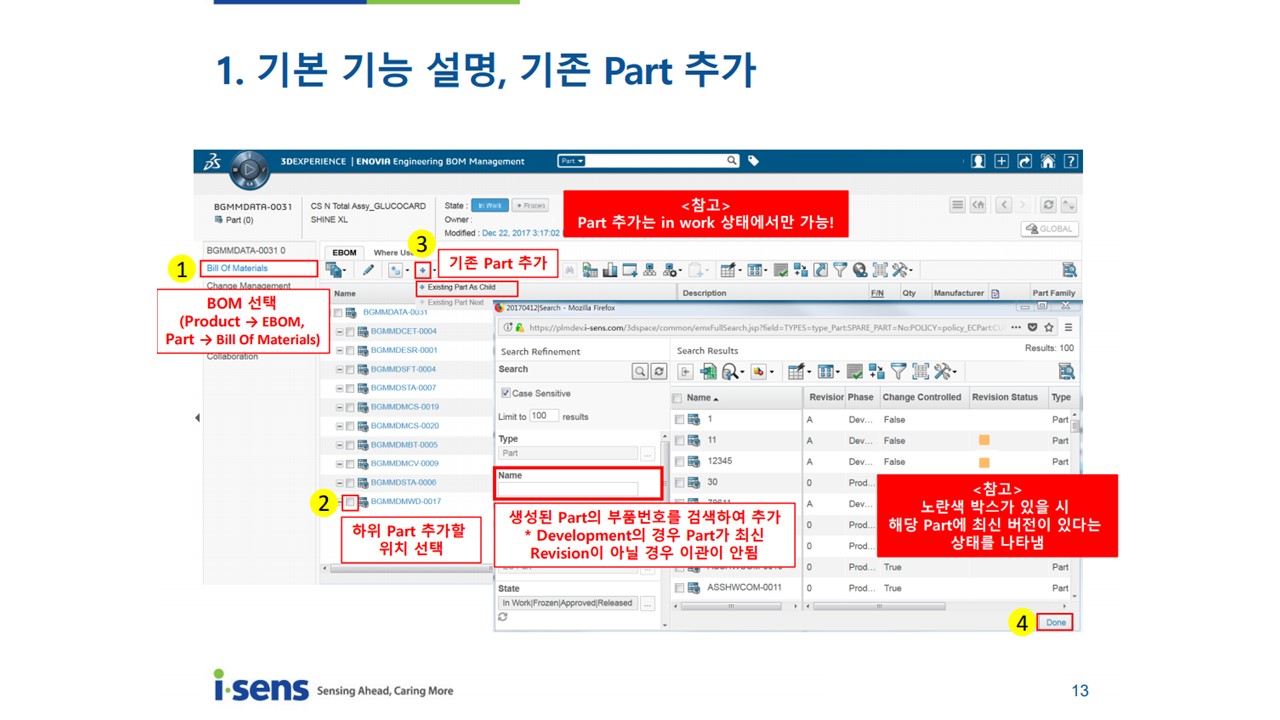 1. 기본 기능 설명, 기존 Part 추가
3DEXPERIENCE | ENOVIA Engineering BOM Management
Part
BGMMDATA-0031
Part (0)
CS N Total Assy_GLUCOCARD
SHINE XL
State : In Work Frozen
Owner :
Modified : Dec 22, 2017 3:17:02
<참고>
Part 추가는 in work 상태에서만 가능!
GLOBAL
BGMMDATA-0031 0
1
Bill Of Materials
Change Management
BOM 선택
(Product → EBOM,
Part → Bill Of Materials)
Collaboration
EBOM
Where Us
3
기존 Part 추가
Existing Part As Child
Existing Part Next
Name
Description
F/N
Qty
Manufacturer
Part Family
BGMMDATA-0031
BGMMDCET-0004
BGMMDESR-0001
BGMMDSFT-0004
BGMMDSTA-0007
BGMMDMCS-0019
BGMMDMCS-0020
BGMMDMBT-0005
BGMMDMCV-0009
BGMMDSTA-0006
2
BGMMDMWD-0017
하위 Part 추가할
위치 선택
20170412|Search - Mozilla Firefox
https://plmdev.i-sens.com/3dspace/common/emxFullSearch.jsp?field=TYPES=type_Part:SPARE_PART=No:POLICY=policy_ECPart:CU
Search Refinement
Search
Case Sensitive
Limit to 100 results
Type
Part
Name
생성된 Part의 부품번호를 검색하여 추가
* Development의 경우 Part가 최신
Revision이 아닐 경우 이관이 안됨
State
In Work|Frozen|Approved|Released
Search Results
Results: 100
Name Revision Phase Change Controlled Revision Status Type
1 A Dev... False Part
11 A Dev... False Part
12345 A Dev... False Part
30 0 Prod...
A Dev...
0 Prod...
0 Prod...
0 Prod... True Part
ASSHWCOM-0011 0 Prod... True Part
<참고>
노란색 박스가 있을 시
해당 Part에 최신 버전이 있다는
상태를 나타냄
4
Done
i·sens Sensing Ahead, Caring More
13